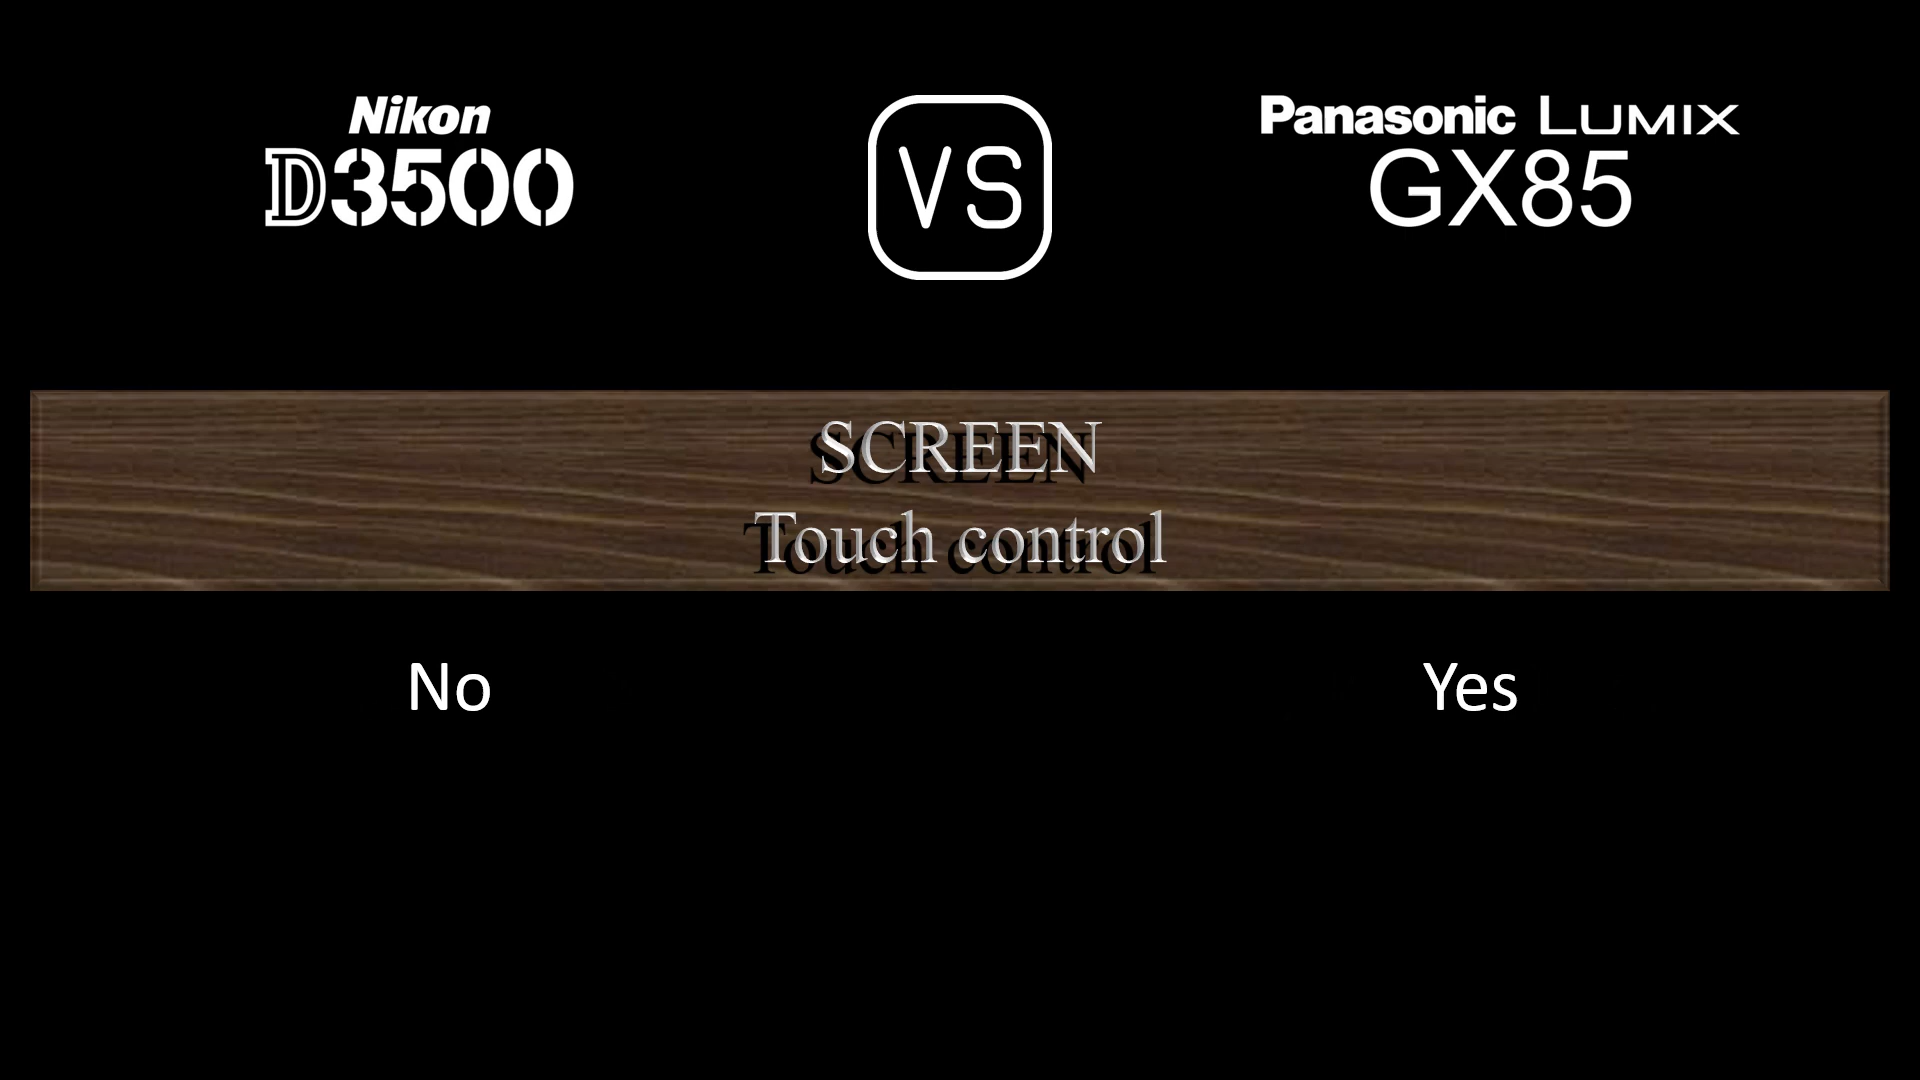 Nikon
D3500
VS
Panasonic LUMIX
GX85
SCREEN
Touch control
No
Yes